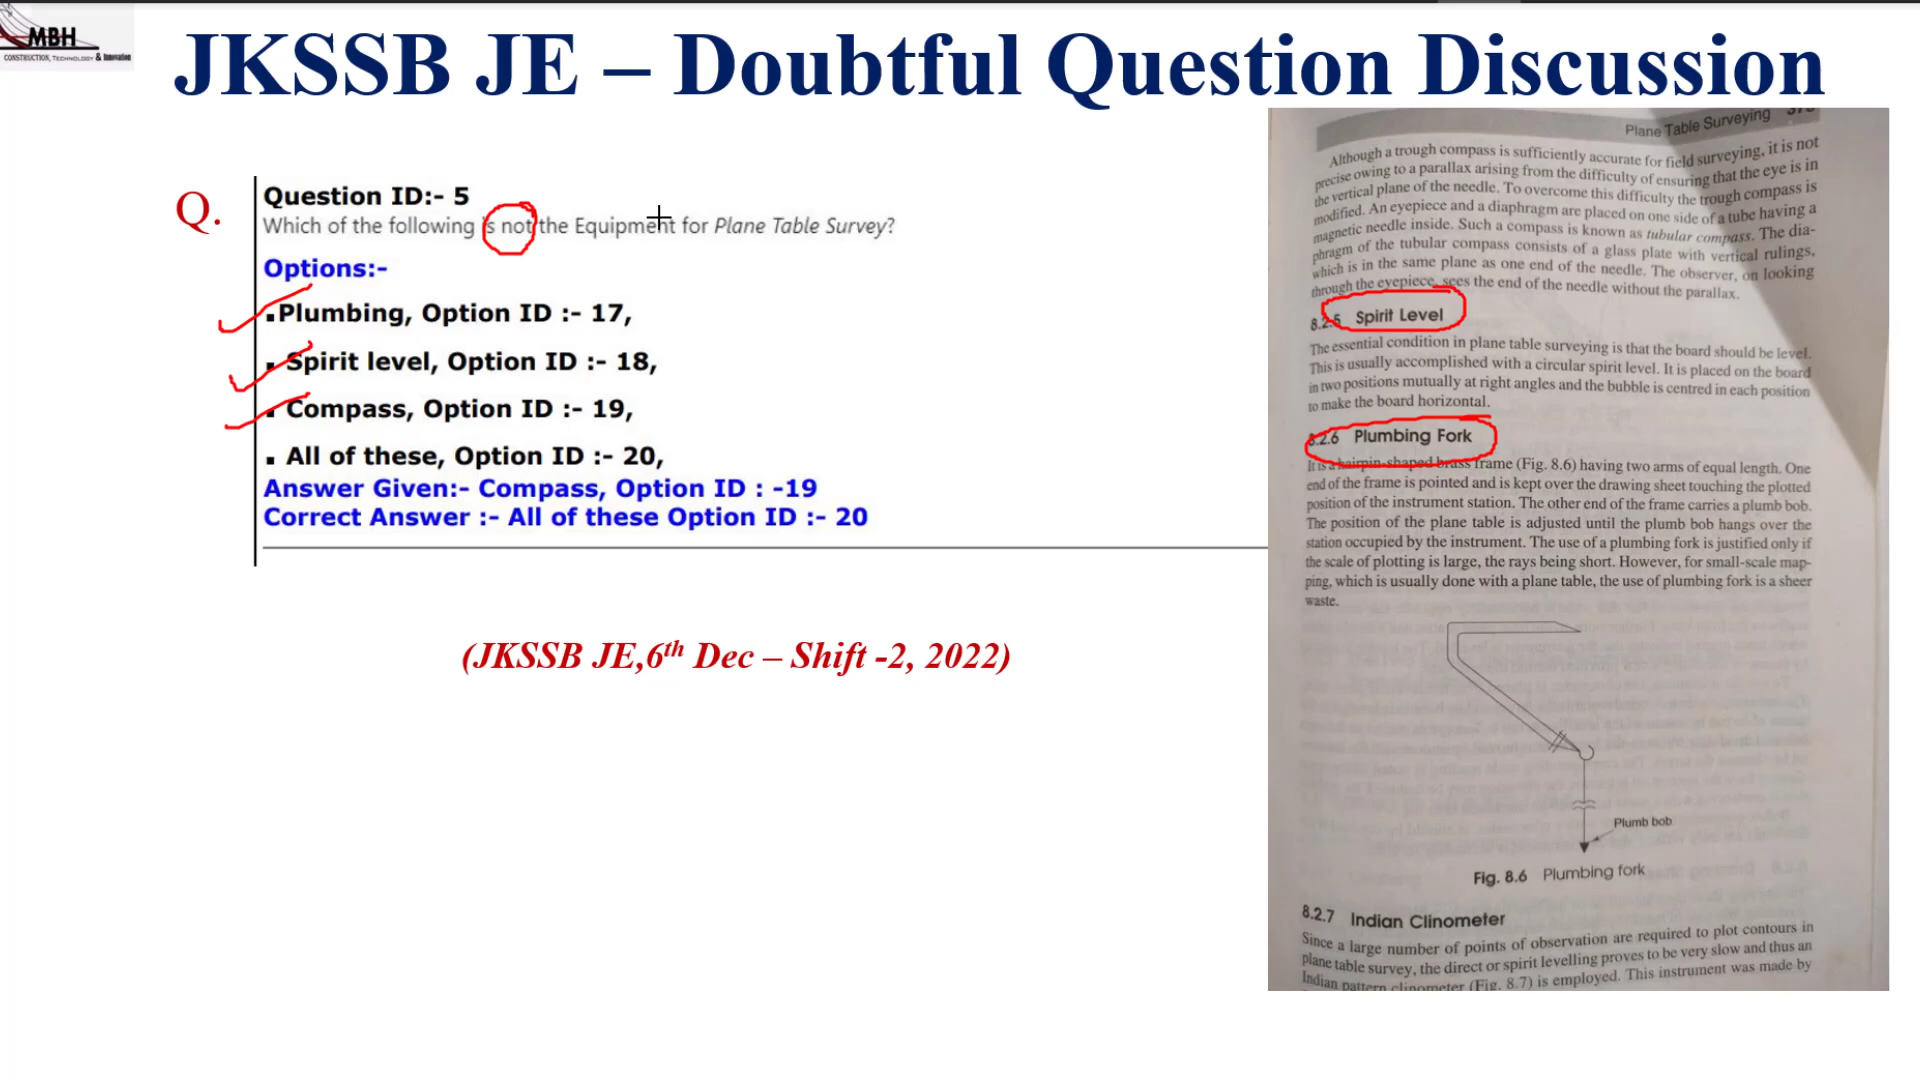 MBH
CONSTRUCTION, TECHNOLOGY & Innovation
JKSSB JE – Doubtful Question Discussion
Q.
Question ID:- 5
Which of the following is not the Equipment for Plane Table Survey?
Options:-
▪Plumbing, Option ID :- 17,
▪ Spirit level, Option ID :- 18,
▪ Compass, Option ID :- 19,
▪ All of these, Option ID :- 20,
Answer Given:- Compass, Option ID : -19
Correct Answer :- All of these Option ID :- 20
(JKSSB JE,6th Dec – Shift -2, 2022)
Plane Table Surveying
Although a trough compass is sufficiently accurate for field surveying, it is not
precise owing to a parallax arising from the difficulty of ensuring that the eye is in
the vertical plane of the needle. To overcome this difficulty the trough compass is
modified. An eyepiece and a diaphragm are placed on one side of a tube having a
magnetic needle inside. Such a compass is known as tubular compass. The dia-
phragm of the tubular compass consists of a glass plate with vertical rulings,
which is in the same plane as one end of the needle. The observer, on looking
through the eyepiece, sees the end of the needle without the parallax.
8.2.5 Spirit Level
The essential condition in plane table surveying is that the board should be level.
This is usually accomplished with a circular spirit level. It is placed on the board
in two positions mutually at right angles and the bubble is centred in each position
to make the board horizontal.
8.2.6 Plumbing Fork
It is a hairpin-shaped brass frame (Fig. 8.6) having two arms of equal length. One
end of the frame is pointed and is kept over the drawing sheet touching the plotted
position of the instrument station. The other end of the frame carries a plumb bob.
The position of the plane table is adjusted until the plumb bob hangs over the
station occupied by the instrument. The use of a plumbing fork is justified only if
the scale of plotting is large, the rays being short. However, for small-scale map-
ping, which is usually done with a plane table, the use of plumbing fork is a sheer
waste.
Plumb bob
Fig. 8.6 Plumbing fork
8.2.7 Indian Clinometer
Since a large number of points of observation are required to plot contours in
plane table survey, the direct or spirit levelling proves to be very slow and thus an
Indian pattern clinometer (Fig. 8.7) is employed. This instrument was made by